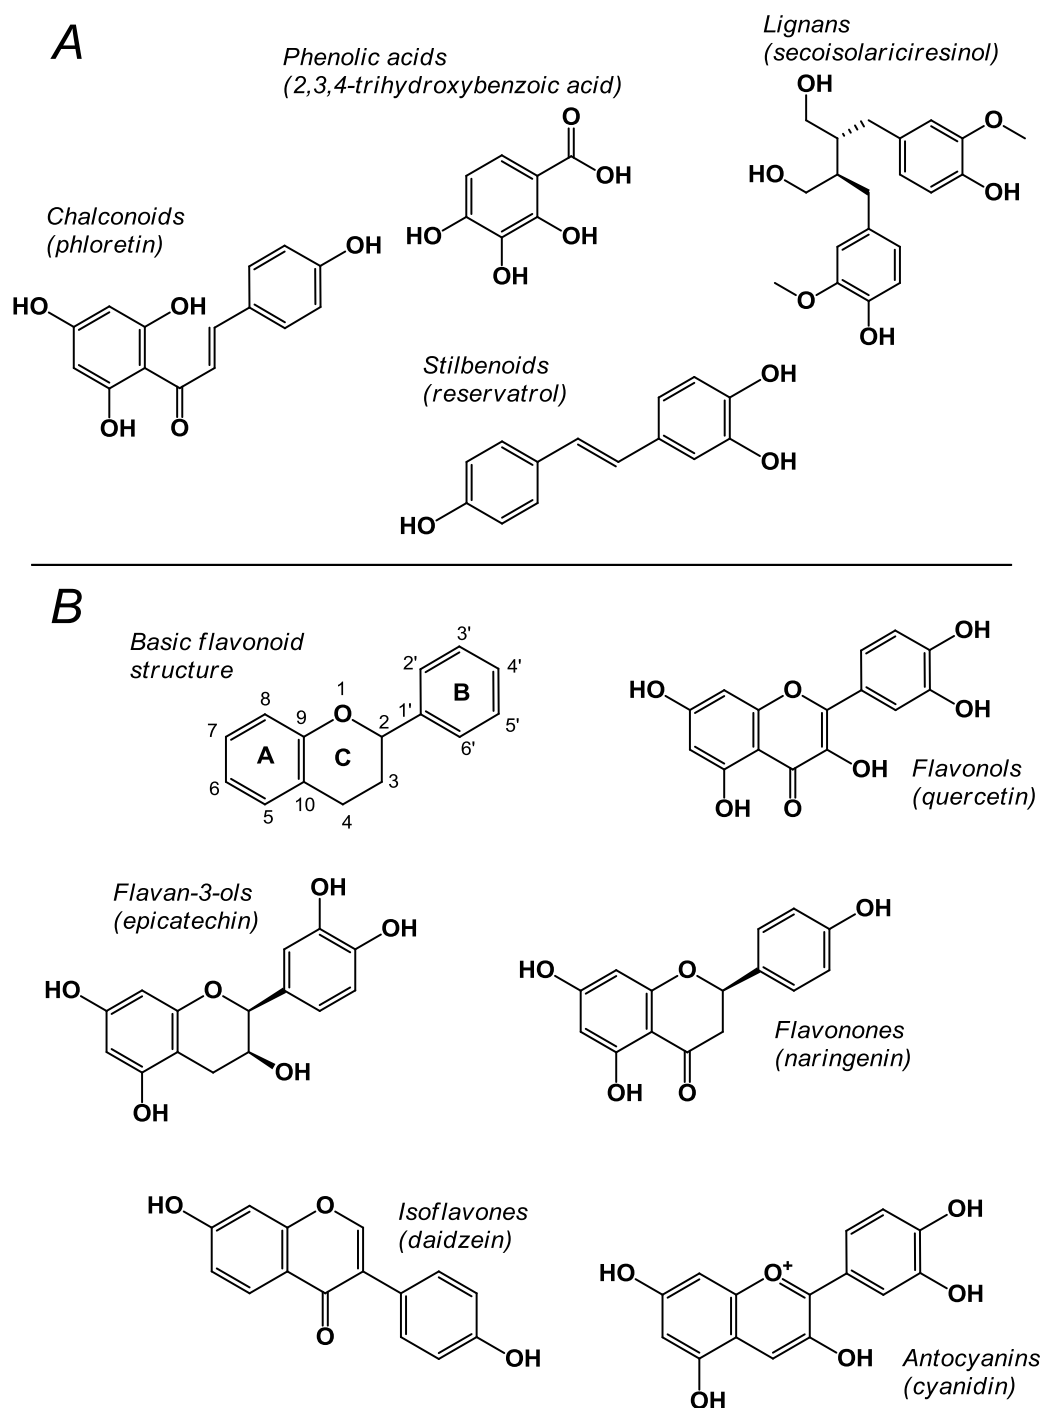 A
Phenolic acids
(2,3,4-trihydroxybenzoic acid)
O
OH
HO
OH
OH
Lignans
(secoisolariciresinol)
OH
O
HO
OH
O
OH
Chalconoids
(phloretin)
OH
HO
OH
OH
O
Stilbenoids
(reservatrol)
OH
OH
HO
B
Basic flavonoid
structure
3'
2'
4'
B
1
8
O
1'
5'
7
9
2
6'
A
C
6
3
10
5
4
OH
HO
O
OH
OH
OH
O
Flavonols
(quercetin)
Flavan-3-ols
(epicatechin)
OH
OH
HO
O
OH
OH
OH
HO
O
Flavonones
(naringenin)
OH
O
HO
O
Isoflavones
(daidzein)
O
OH
OH
HO
O+
OH
OH
OH
Antocyanins
(cyanidin)